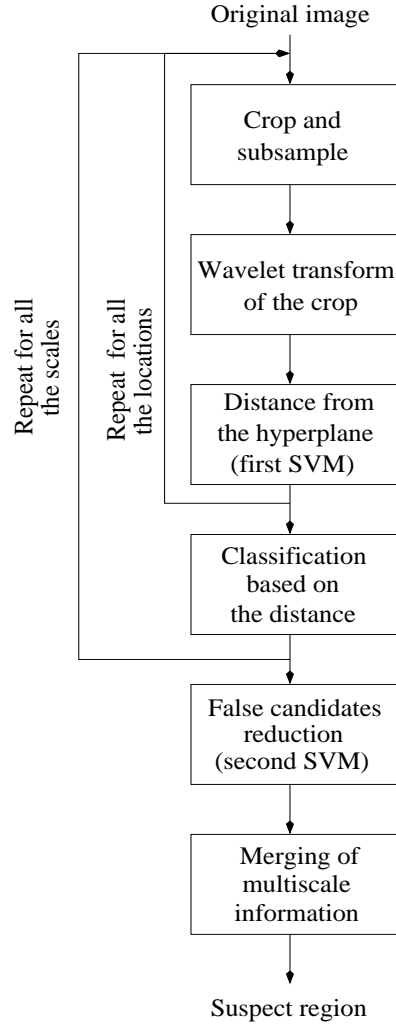 Original image
Crop and
subsample
Wavelet transform
of the crop
Distance from
the hyperplane
(first SVM)
Repeat for all
the scales
Repeat for all
the locations
Classification
based on
the distance
False candidates
reduction
(second SVM)
Merging of
multiscale
information
Suspect region